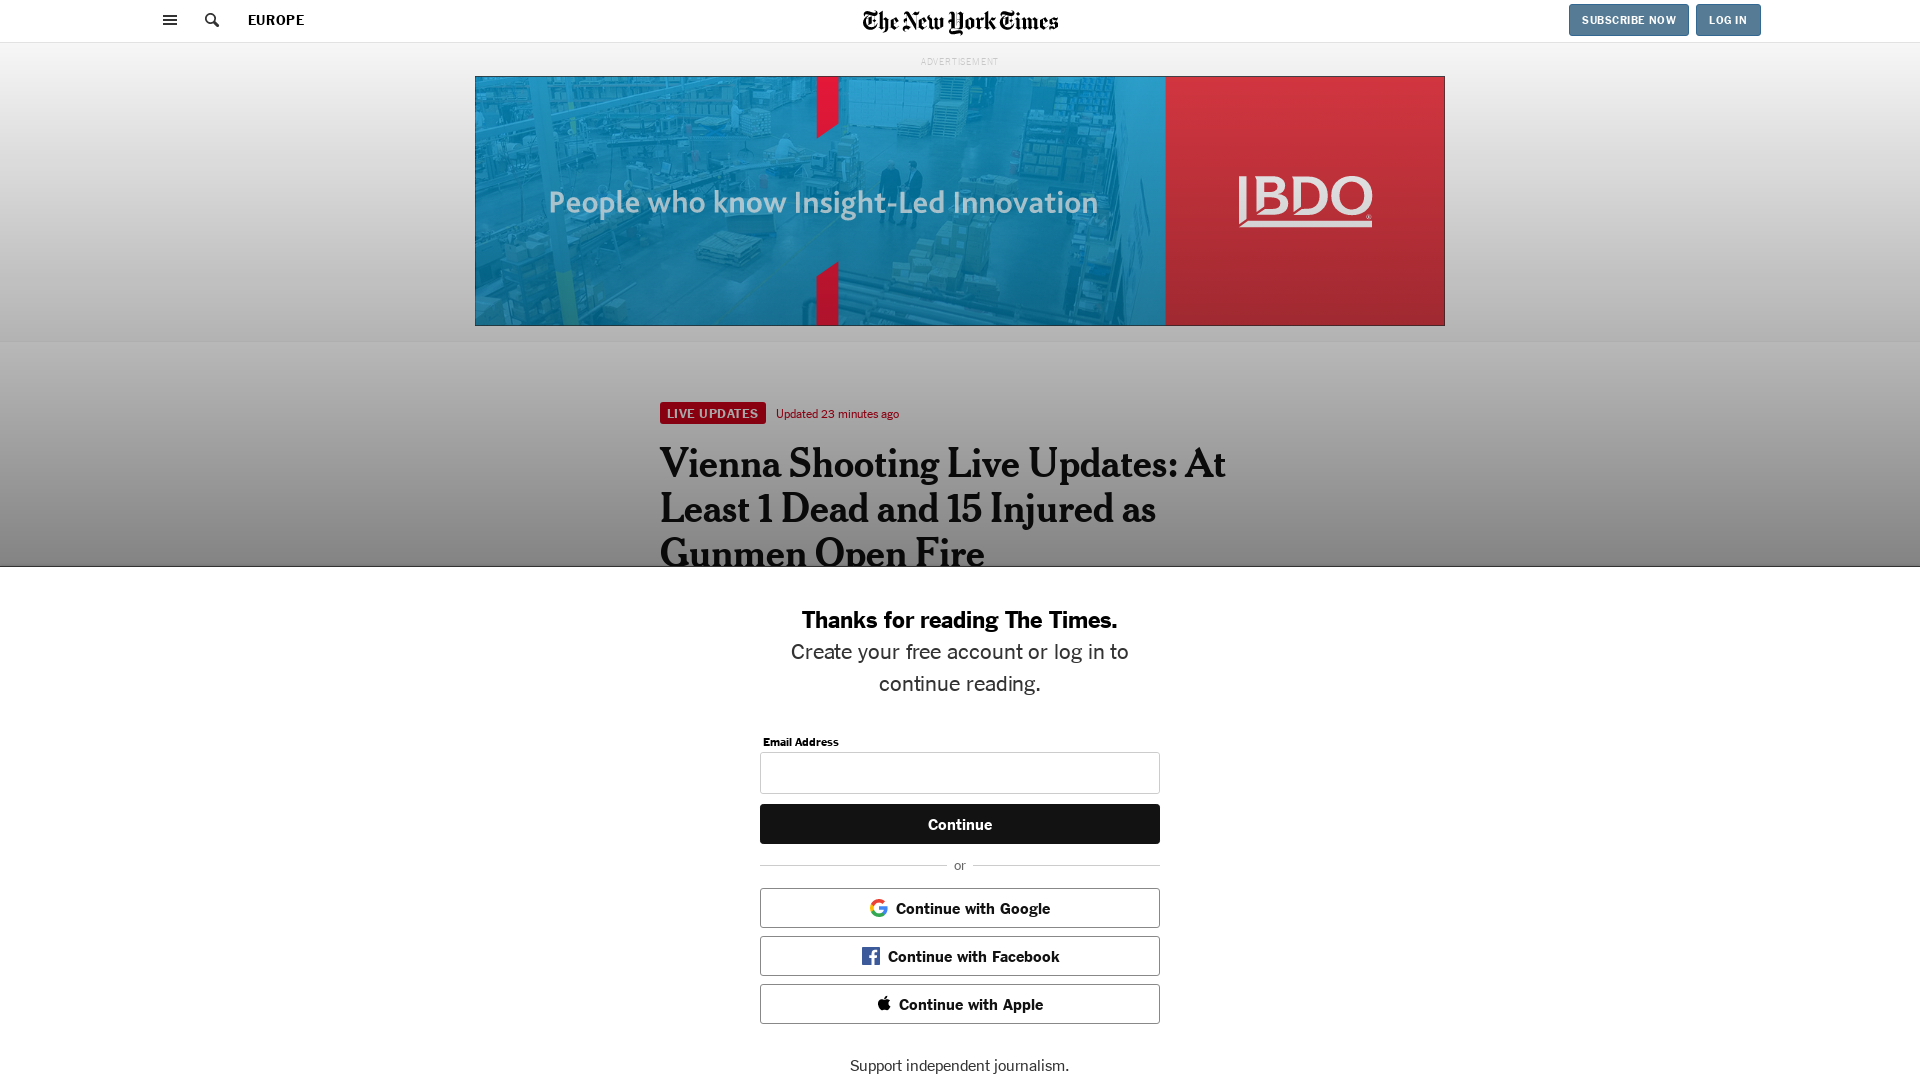 EUROPE
The New York Times
SUBSCRIBE NOW
LOG IN
ADVERTISEMENT
People who know Insight-Led Innovation
BDO
LIVE UPDATES
Updated 23 minutes ago
Vienna Shooting Live Updates: At
Least 1 Dead and 15 Injured as
Gunmen Open Fire
Thanks for reading The Times.
Create your free account or log in to
continue reading.
Email Address
Continue
or
Continue with Google
Continue with Facebook
Continue with Apple
Support independent journalism.